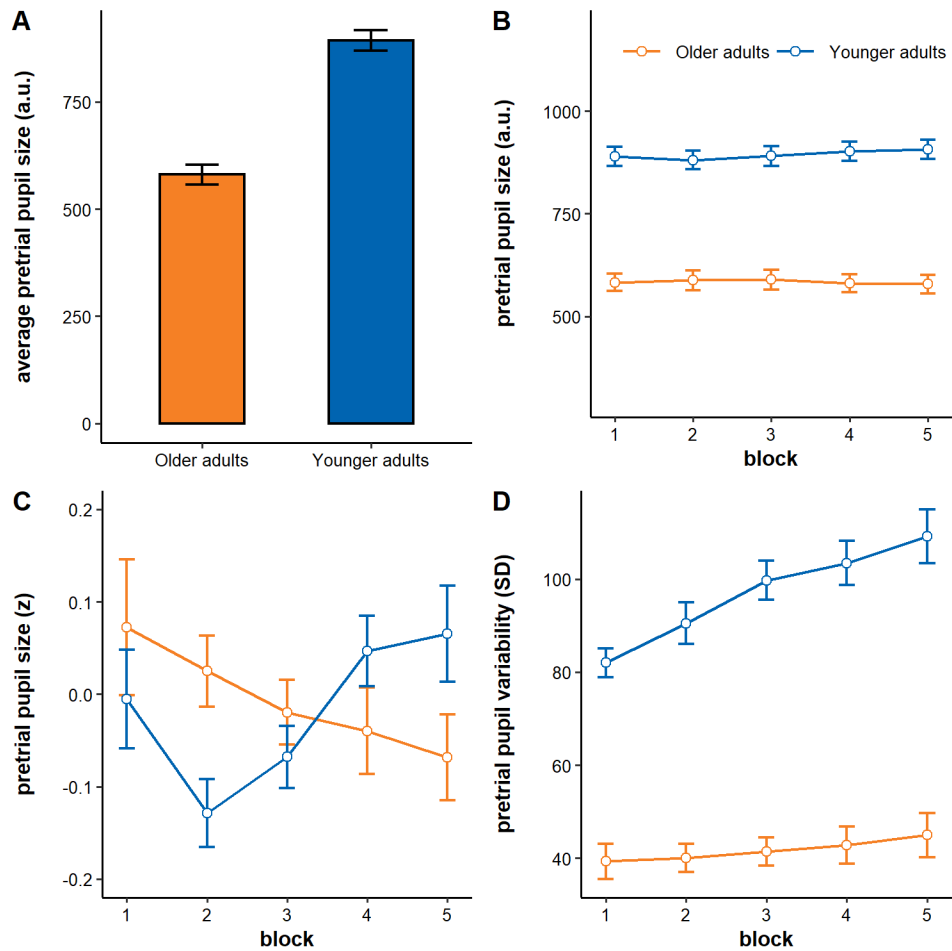 A
average pretrial pupil size (a.u.)
750
500
250
0
Older adults
Younger adults
B
Older adults
Younger adults
pretrial pupil size (a.u.)
1000
750
500
1 2 3 4 5
block
C
pretrial pupil size (z)
0.2
0.1
0.0
-0.1
-0.2
1 2 3 4 5
block
D
pretrial pupil variability (SD)
100
80
60
40
1 2 3 4 5
block